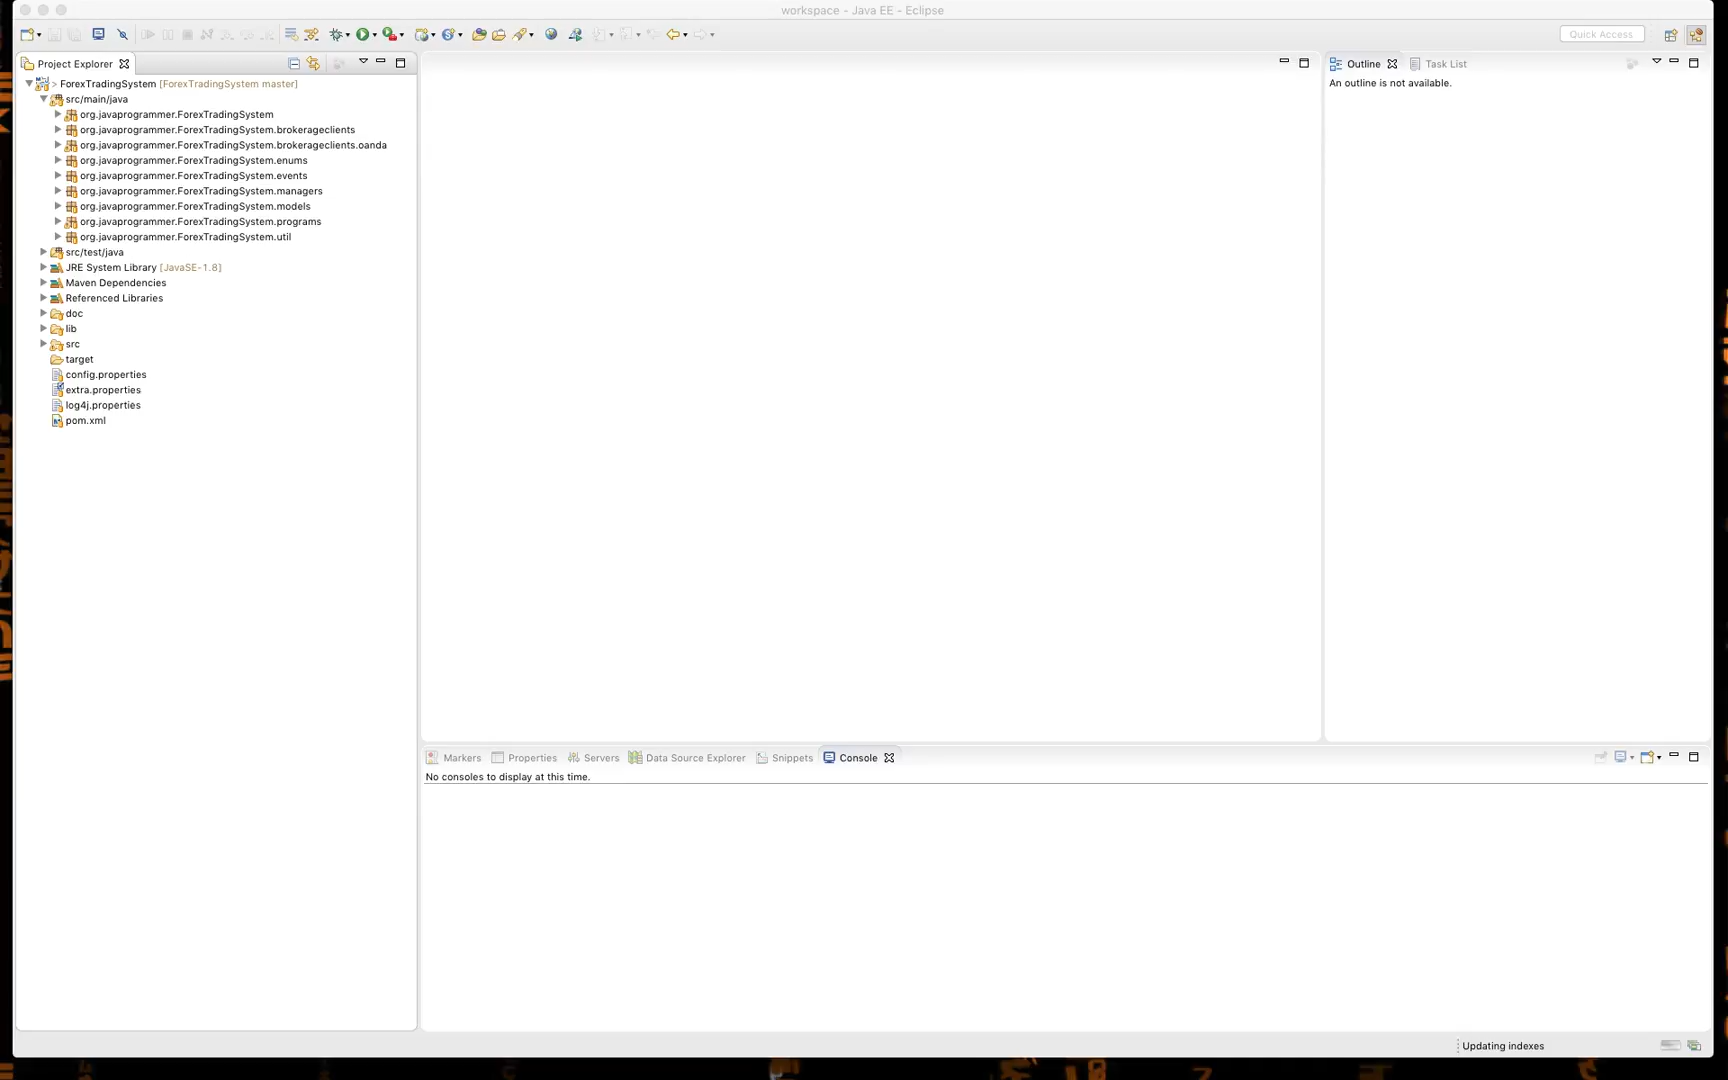 workspace - Java EE - Eclipse
Quick Access
Project Explorer
> ForexTradingSystem [ForexTradingSystem master]
src/main/java
org.javaprogrammer.ForexTradingSystem
org.javaprogrammer.ForexTradingSystem.brokerageclients
org.javaprogrammer.ForexTradingSystem.brokerageclients.oanda
org.javaprogrammer.ForexTradingSystem.enums
org.javaprogrammer.ForexTradingSystem.events
org.javaprogrammer.ForexTradingSystem.managers
org.javaprogrammer.ForexTradingSystem.models
org.javaprogrammer.ForexTradingSystem.programs
org.javaprogrammer.ForexTradingSystem.util
src/test/java
JRE System Library [JavaSE-1.8]
Maven Dependencies
Referenced Libraries
doc
lib
src
target
config.properties
extra.properties
log4j.properties
pom.xml
Outline
Task List
An outline is not available.
Markers
Properties
Servers
Data Source Explorer
Snippets
Console
No consoles to display at this time.
Updating indexes